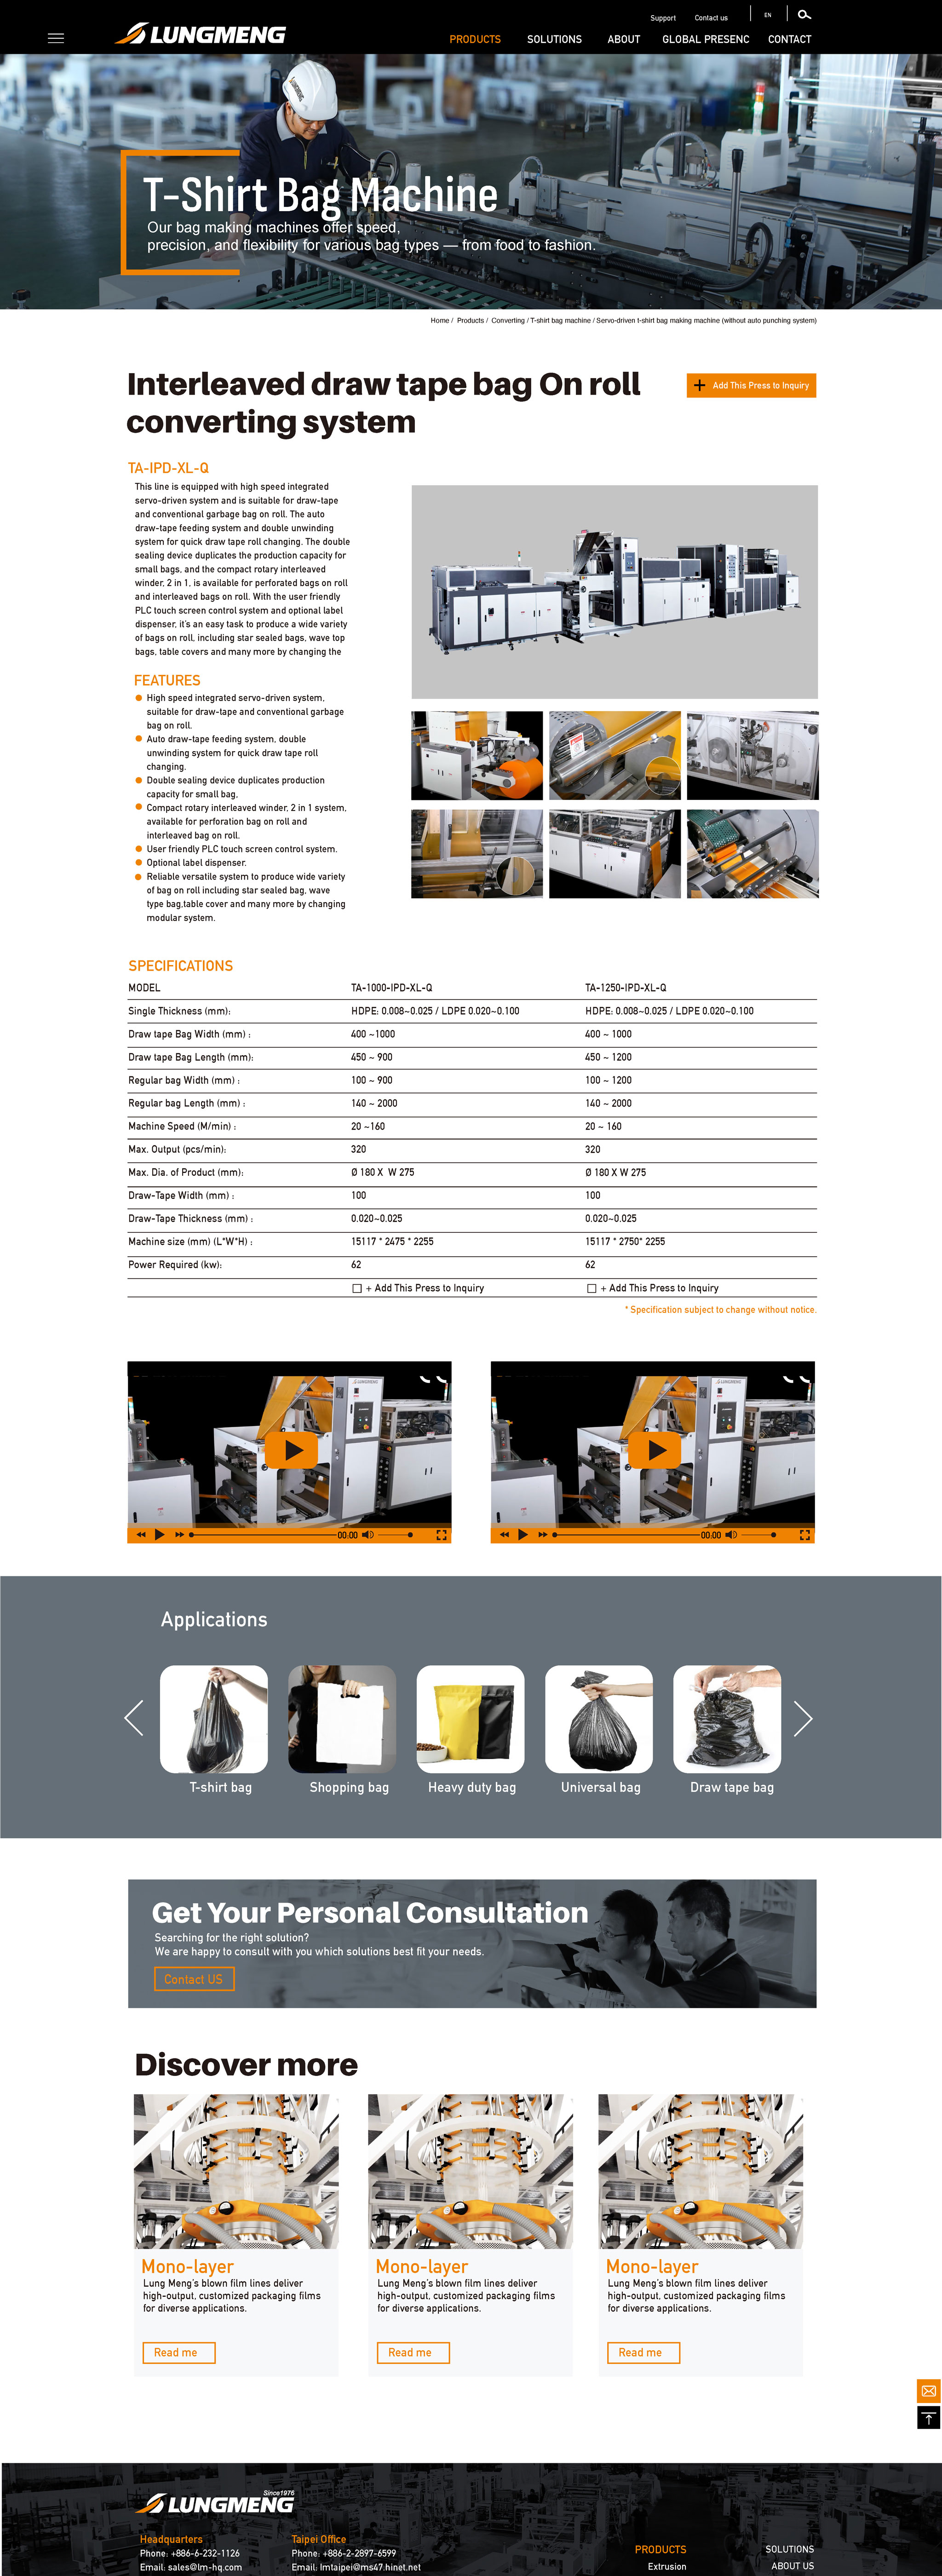 Support
Contact us
EN
LUNGMENG
PRODUCTS
SOLUTIONS
ABOUT
GLOBAL PRESENC
CONTACT
LUNGMENG
T-Shirt Bag Machine
Our bag making machines offer speed,
precision, and flexibility for various bag types — from food to fashion.
Home / Products / Converting / T-shirt bag machine / Servo-driven t-shirt bag making machine (without auto punching system)
Interleaved draw tape bag On roll
converting system
Add This Press to Inquiry
TA-IPD-XL-Q
This line is equipped with high speed integrated
servo-driven system and is suitable for draw-tape
and conventional garbage bag on roll. The auto
draw-tape feeding system and double unwinding
system for quick draw tape roll changing. The double
sealing device duplicates the production capacity for
small bags, and the compact rotary interleaved
winder, 2 in 1, is available for perforated bags on roll
and interleaved bags on roll. With the user friendly
PLC touch screen control system and optional label
dispenser, it's an easy task to produce a wide variety
of bags on roll, including star sealed bags, wave top
bags, table covers and many more by changing the
FEATURES
High speed integrated servo-driven system,
suitable for draw-tape and conventional garbage
bag on roll.
Auto draw-tape feeding system, double
unwinding system for quick draw tape roll
changing.
Double sealing device duplicates production
capacity for small bag.
Compact rotary interleaved winder, 2 in 1 system,
available for perforation bag on roll and
interleaved bag on roll.
User friendly PLC touch screen control system.
Optional label dispenser.
Reliable versatile system to produce wide variety
of bag on roll including star sealed bag, wave
type bag,table cover and many more by changing
modular system.
SPECIFICATIONS
MODEL TA-1000-IPD-XL-Q TA-1250-IPD-XL-Q
Single Thickness (mm): HDPE: 0.008~0.025 / LDPE 0.020~0.100 HDPE: 0.008~0.025 / LDPE 0.020~0.100
Draw tape Bag Width (mm) : 400 ~1000 400 ~ 1000
Draw tape Bag Length (mm): 450 ~ 900 450 ~ 1200
Regular bag Width (mm) : 100 ~ 900 100 ~ 1200
Regular bag Length (mm) : 140 ~ 2000 140 ~ 2000
Machine Speed (M/min) : 20 ~160 20 ~ 160
Max. Output (pcs/min): 320 320
Max. Dia. of Product (mm): Ø 180 X W 275 Ø 180 X W 275
Draw-Tape Width (mm) : 100 100
Draw-Tape Thickness (mm) : 0.020~0.025 0.020~0.025
Machine size (mm) (L*W*H) : 15117 * 2475 * 2255 15117 * 2750* 2255
Power Required (kw): 62 62
+ Add This Press to Inquiry + Add This Press to Inquiry
* Specification subject to change without notice.
LUNGMENG
00:00
LUNGMENG
00:00
Applications
T-shirt bag
Shopping bag
Heavy duty bag
Universal bag
Draw tape bag
Get Your Personal Consultation
Searching for the right solution?
We are happy to consult with you which solutions best fit your needs.
Contact US
Discover more
Mono-layer
Lung Meng's blown film lines deliver
high-output, customized packaging films
for diverse applications.
Read me
Mono-layer
Lung Meng's blown film lines deliver
high-output, customized packaging films
for diverse applications.
Read me
Mono-layer
Lung Meng's blown film lines deliver
high-output, customized packaging films
for diverse applications.
Read me
Since1976
LUNGMENG
Headquarters
Phone: +886-6-232-1126
Email: sales@lm-hq.com
Taipei Office
Phone: +886-2-2897-6599
Email: lmtaipei@ms47.hinet.net
PRODUCTS
Extrusion
SOLUTIONS
ABOUT US